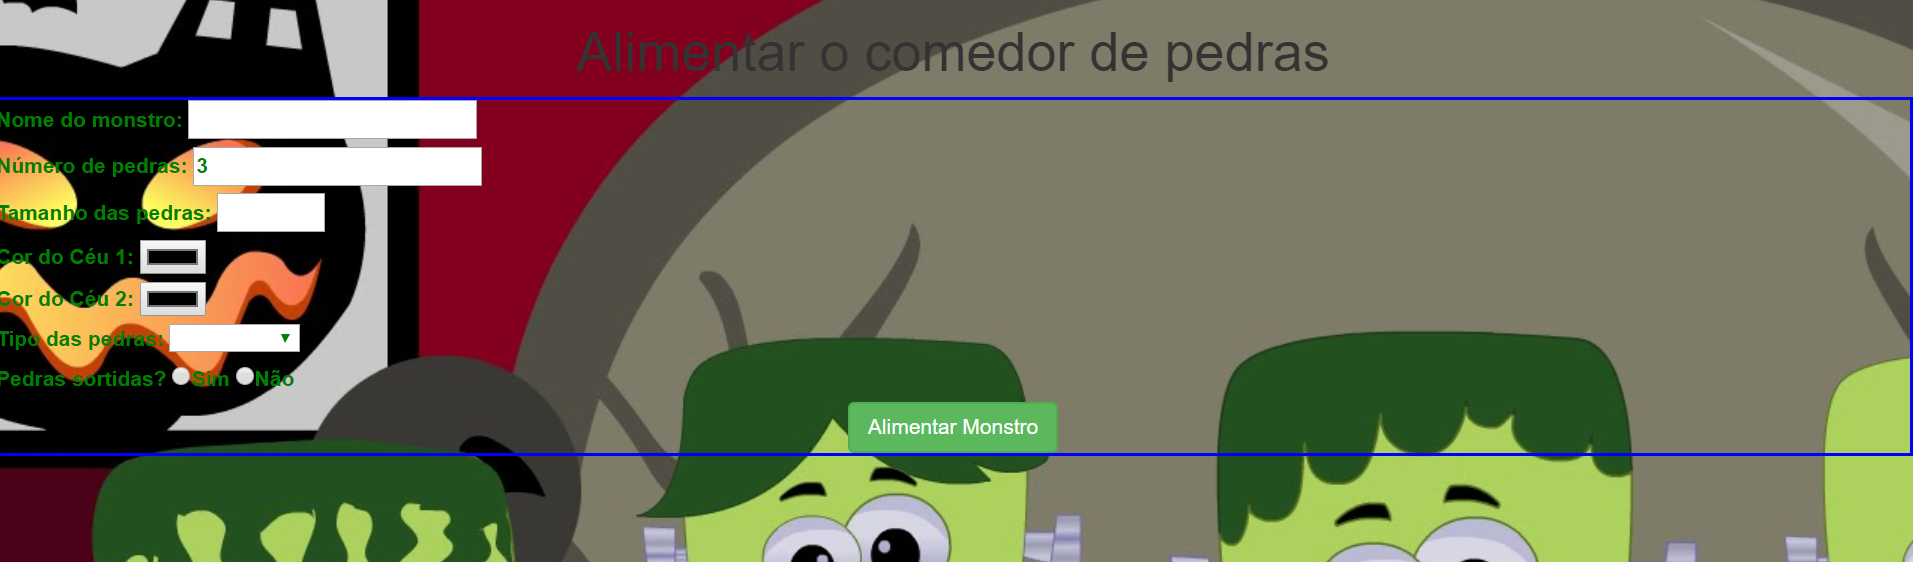 Alimentar o comedor de pedras
Nome do monstro:
Número de pedras: 3
Tamanho das pedras:
Cor do Céu 1:
Cor do Céu 2:
Tipo das pedras:
Pedras sortidas? Sim Não
Alimentar Monstro